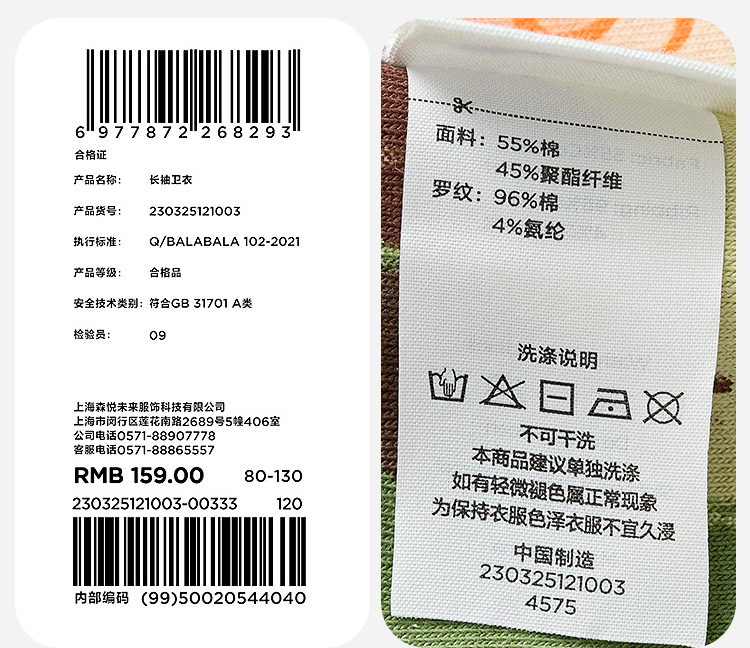 6 977872 268293
合格证
产品名称： 长袖卫衣
产品货号： 230325121003
执行标准： Q/BALABALA 102-2021
产品等级： 合格品
安全技术类别： 符合GB 31701 A类
检验员： 09
上海森悦未来服饰科技有限公司
上海市闵行区莲花南路2689号5幢406室
公司电话0571-88907778
客服电话0571-88865557
RMB 159.00 80-130
230325121003-00333 120
内部编码 (99)50020544040
面料：55%棉
45%聚酯纤维
罗纹：96%棉
4%氨纶
洗涤说明
不可干洗
本商品建议单独洗涤
如有轻微褪色属正常现象
为保持衣服色泽衣服不宜久浸
中国制造
230325121003
4575